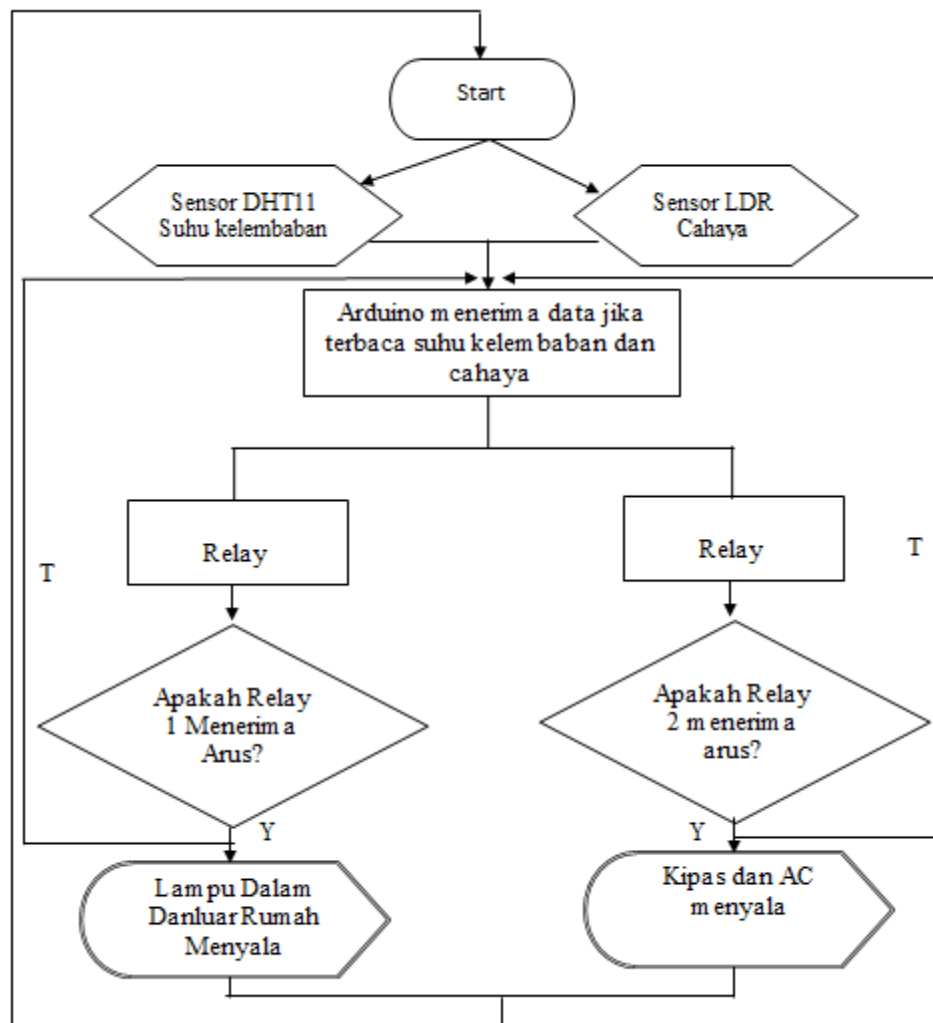 Start
Sensor DHT11
Suhu kelembaban
Sensor LDR
Cahaya
Arduino menerima data jika
terbaca suhu kelembaban dan
cahaya
Relay
Relay
T
T
Apakah Relay
1 Menerima
Arus?
Apakah Relay
2 menerima
arus?
Y
Y
Lampu Dalam
Danluar Rumah
Menyala
Kipas dan AC
menyala